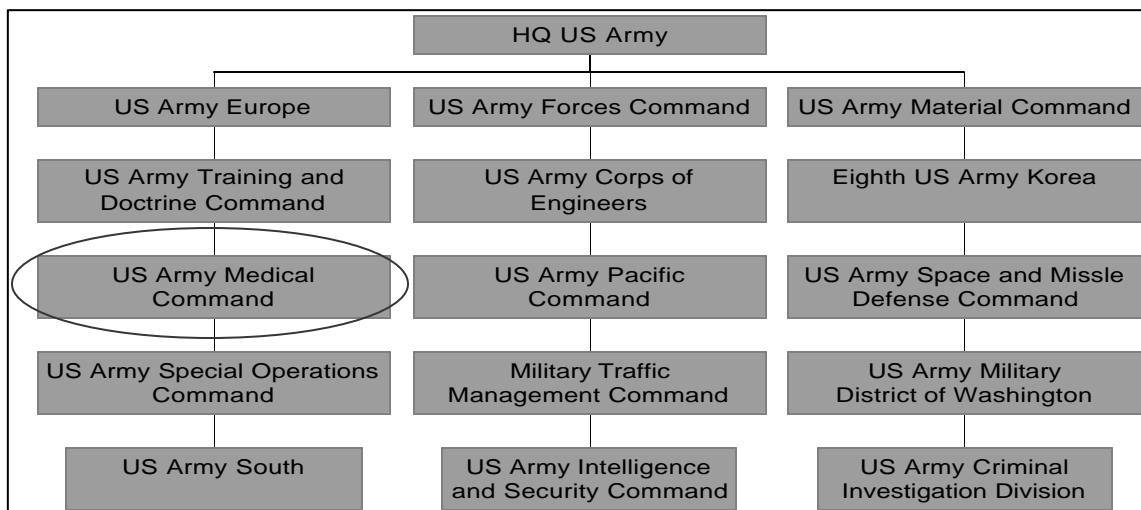 HQ US Army
US Army Europe
US Army Forces Command
US Army Material Command
US Army Training and
Doctrine Command
US Army Corps of
Engineers
Eighth US Army Korea
US Army Medical
Command
US Army Pacific
Command
US Army Space and Missle
Defense Command
US Army Special Operations
Command
Military Traffic
Management Command
US Army Military
District of Washington
US Army South
US Army Intelligence
and Security Command
US Army Criminal
Investigation Division